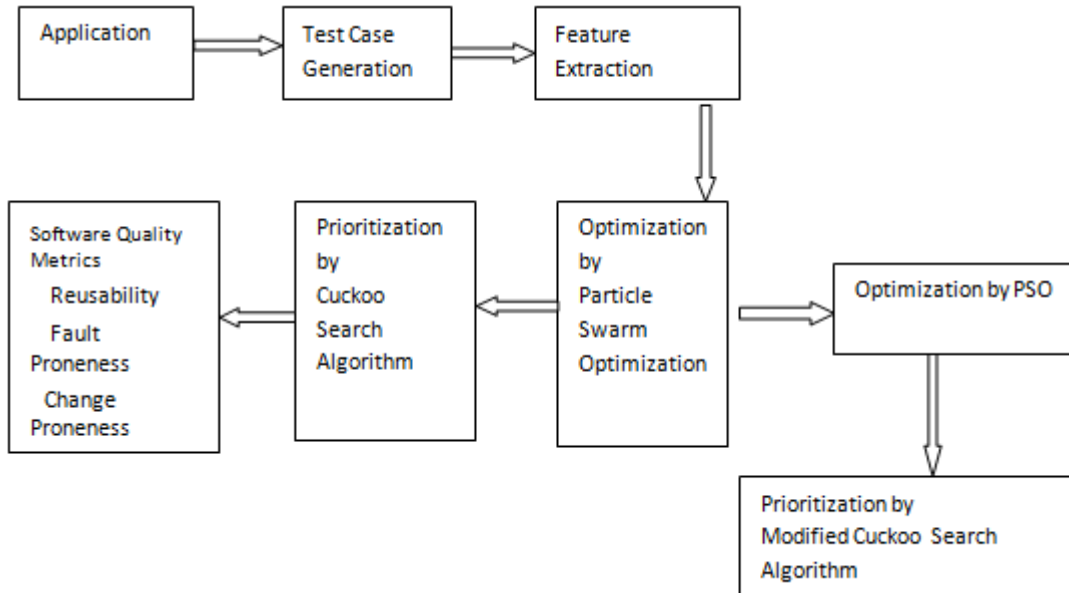 Application
Test Case
Generation
Feature
Extraction
Software Quality
Metrics
Reusability
Fault
Proneness
Change
Proneness
Prioritization
by
Cuckoo
Search
Algorithm
Optimization
by
Particle
Swarm
Optimization
Optimization by PSO
Prioritization by
Modified Cuckoo Search
Algorithm